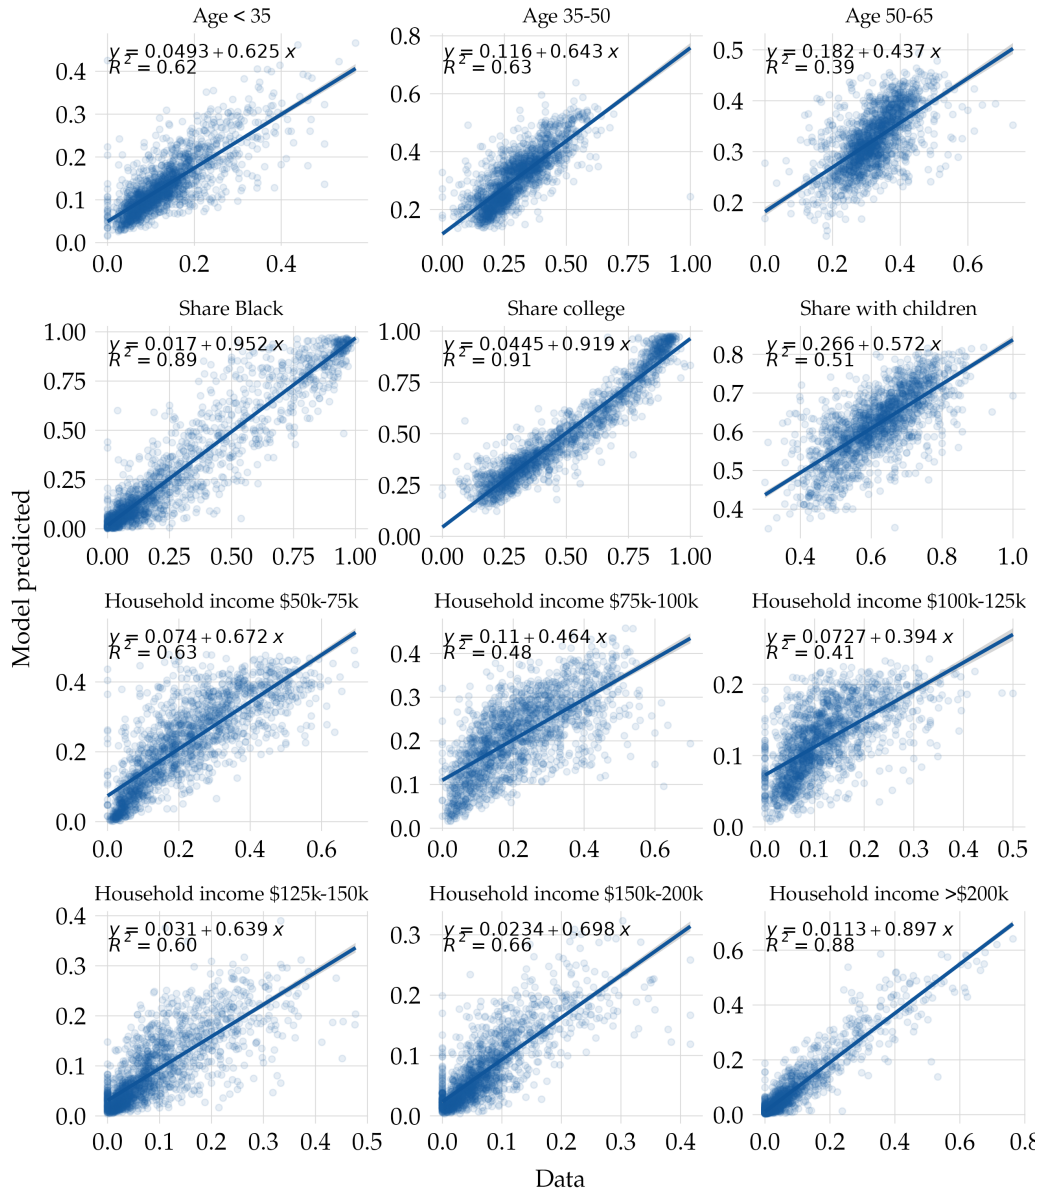 Age < 35
y = 0.0493 + 0.625 x
R² = 0.62
0.4
0.3
0.2
0.1
0.0
0.0 0.2 0.4
Age 35-50
y = 0.116 + 0.643 x
R² = 0.63
0.8
0.6
0.4
0.2
0.00 0.25 0.50 0.75 1.00
Age 50-65
y = 0.182 + 0.437 x
R² = 0.39
0.5
0.4
0.3
0.2
0.0 0.2 0.4 0.6
Share Black
y = 0.017 + 0.952 x
R² = 0.89
1.00
0.75
0.50
0.25
0.00
0.00 0.25 0.50 0.75 1.00
Share college
y = 0.0445 + 0.919 x
R² = 0.91
1.00
0.75
0.50
0.25
0.00
0.00 0.25 0.50 0.75 1.00
Share with children
y = 0.266 + 0.572 x
R² = 0.51
0.8
0.7
0.6
0.5
0.4
0.4 0.6 0.8 1.0
Model predicted
Household income $50k-75k
y = 0.074 + 0.672 x
R² = 0.63
0.4
0.2
0.0
0.0 0.2 0.4 0.6
Household income $75k-100k
y = 0.11 + 0.464 x
R² = 0.48
0.4
0.3
0.2
0.1
0.0
0.0 0.2 0.4 0.6
Household income $100k-125k
y = 0.0727 + 0.394 x
R² = 0.41
0.2
0.1
0.0
0.0 0.1 0.2 0.3 0.4 0.5
Household income $125k-150k
y = 0.031 + 0.639 x
R² = 0.60
0.4
0.3
0.2
0.1
0.0
0.0 0.1 0.2 0.3 0.4 0.5
Household income $150k-200k
y = 0.0234 + 0.698 x
R² = 0.66
0.3
0.2
0.1
0.0
0.0 0.1 0.2 0.3 0.4
Household income >$200k
y = 0.0113 + 0.897 x
R² = 0.88
0.6
0.4
0.2
0.0
0.0 0.2 0.4 0.6 0.8
Data